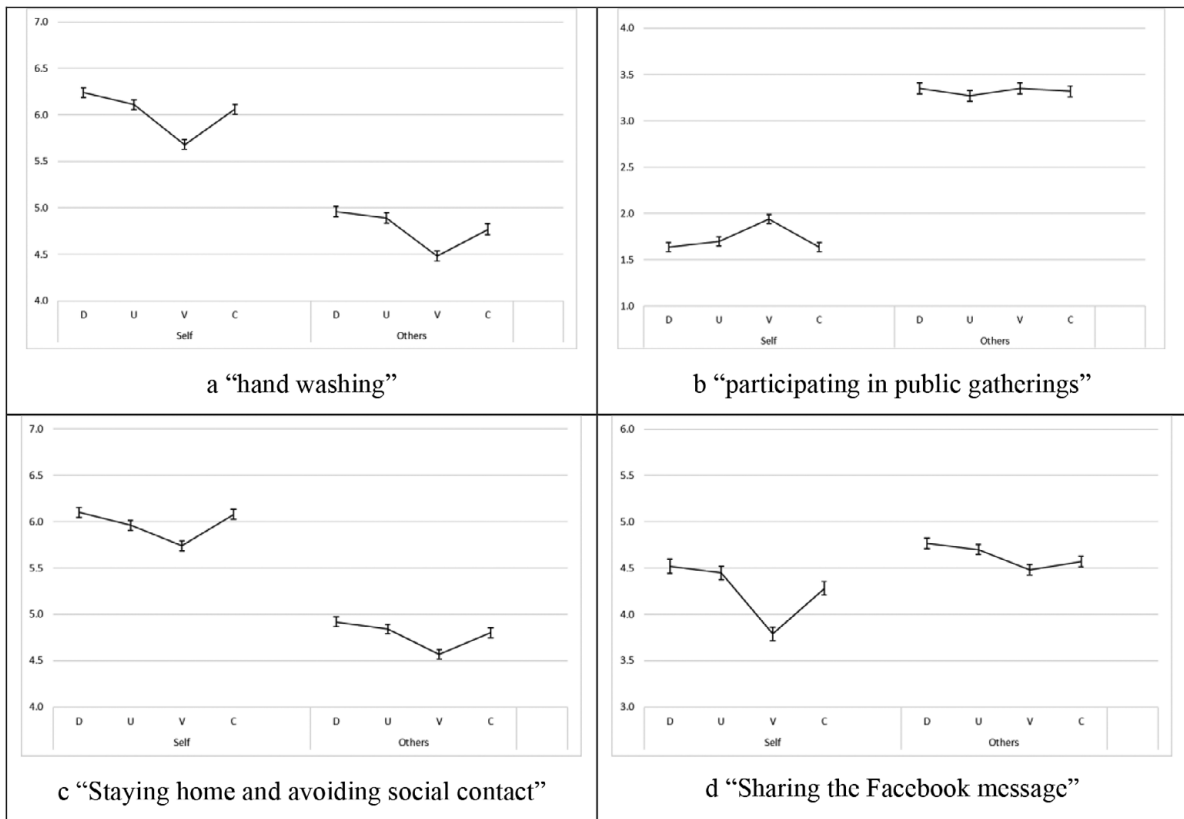 7.0
6.5
6.0
5.5
5.0
4.5
4.0
D U V C D U V C
Self Others
a “hand washing”
4.0
3.5
3.0
2.5
2.0
1.5
1.0
D U V C D U V C
Self Others
b “participating in public gatherings”
7.0
6.5
6.0
5.5
5.0
4.5
4.0
D U V C D U V C
Self Others
c “Staying home and avoiding social contact”
6.0
5.5
5.0
4.5
4.0
3.5
3.0
D U V C D U V C
Self Others
d “Sharing the Facebook message”